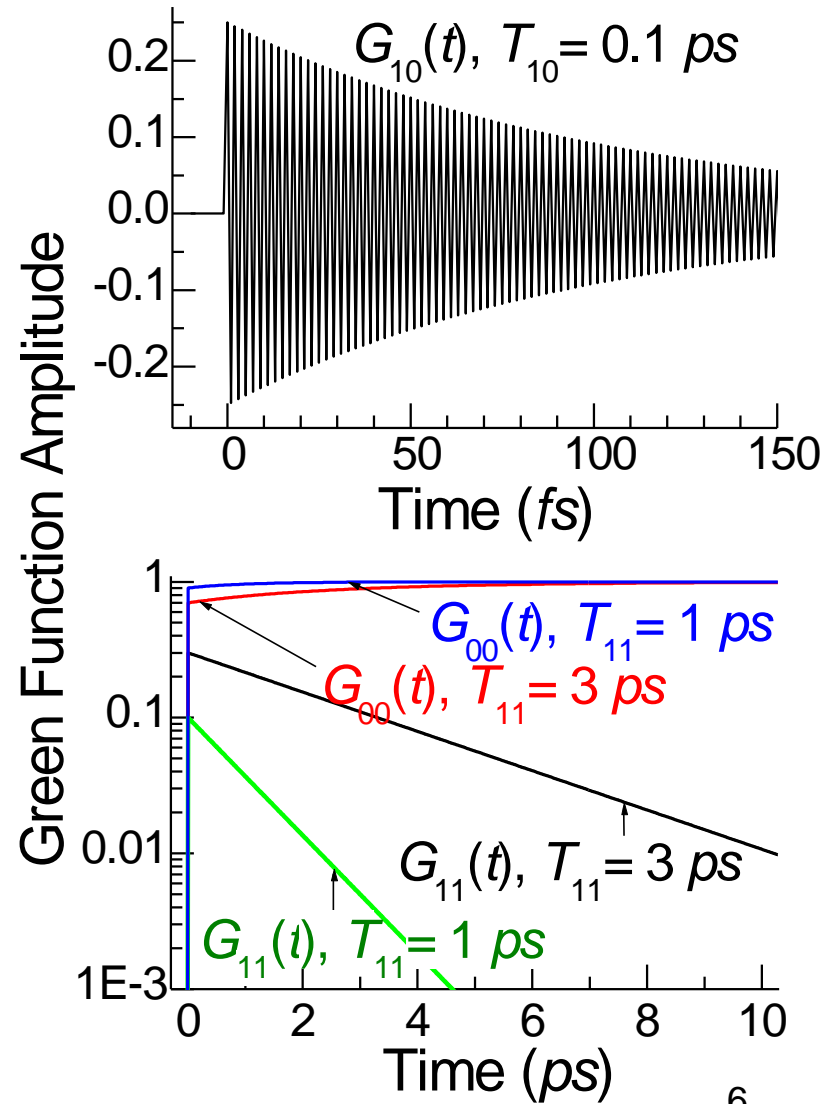 G10(t), T10= 0.1 ps
0.2
0.1
0.0
-0.1
-0.2
0 50 100 150
Time (fs)
Green Function Amplitude
1
0.1
0.01
1E-3
G00(t), T11= 1 ps
G00(t), T11= 3 ps
G11(t), T11= 3 ps
G11(t), T11= 1 ps
0 2 4 6 8 10
Time (ps)